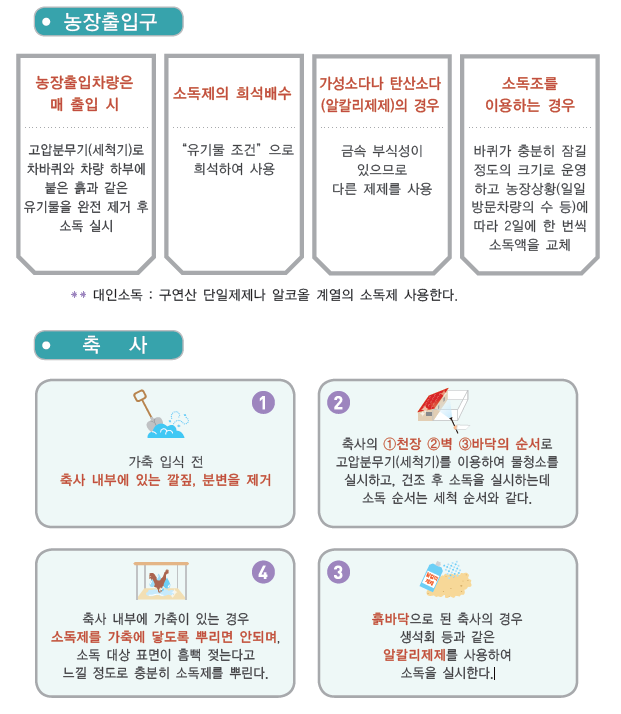 농장출입구
농장출입차량은
매 출입 시
고압분무기(세척기)로
차바퀴와 차량 하부에
붙은 흙과 같은
유기물을 완전 제거 후
소독 실시
소독제의 희석배수
“유기물 조건” 으로
희석하여 사용
가성소다나 탄산소다
(알칼리제제)의 경우
금속 부식성이
있으므로
다른 제제를 사용
소독조를
이용하는 경우
바퀴가 충분히 잠길
정도의 크기로 운영
하고 농장상황(일일
방문차량의 수 등)에
따라 2일에 한 번씩
소독액을 교체
** 대인소독 : 구연산 단일제제나 알코올 계열의 소독제 사용한다.
축 사
1
가축 입식 전
축사 내부에 있는 깔짚, 분변을 제거
2
축사의 ①천장 ②벽 ③바닥의 순서로
고압분무기(세척기)를 이용하여 물청소를
실시하고, 건조 후 소독을 실시하는데
소독 순서는 세척 순서와 같다.
4
축사 내부에 가축이 있는 경우
소독제를 가축에 닿도록 뿌리면 안되며,
소독 대상 표면이 흠뻑 젖는다고
느낄 정도로 충분히 소독제를 뿌린다.
3
흙바닥으로 된 축사의 경우
생석회 등과 같은
알칼리제제를 사용하여
소독을 실시한다.